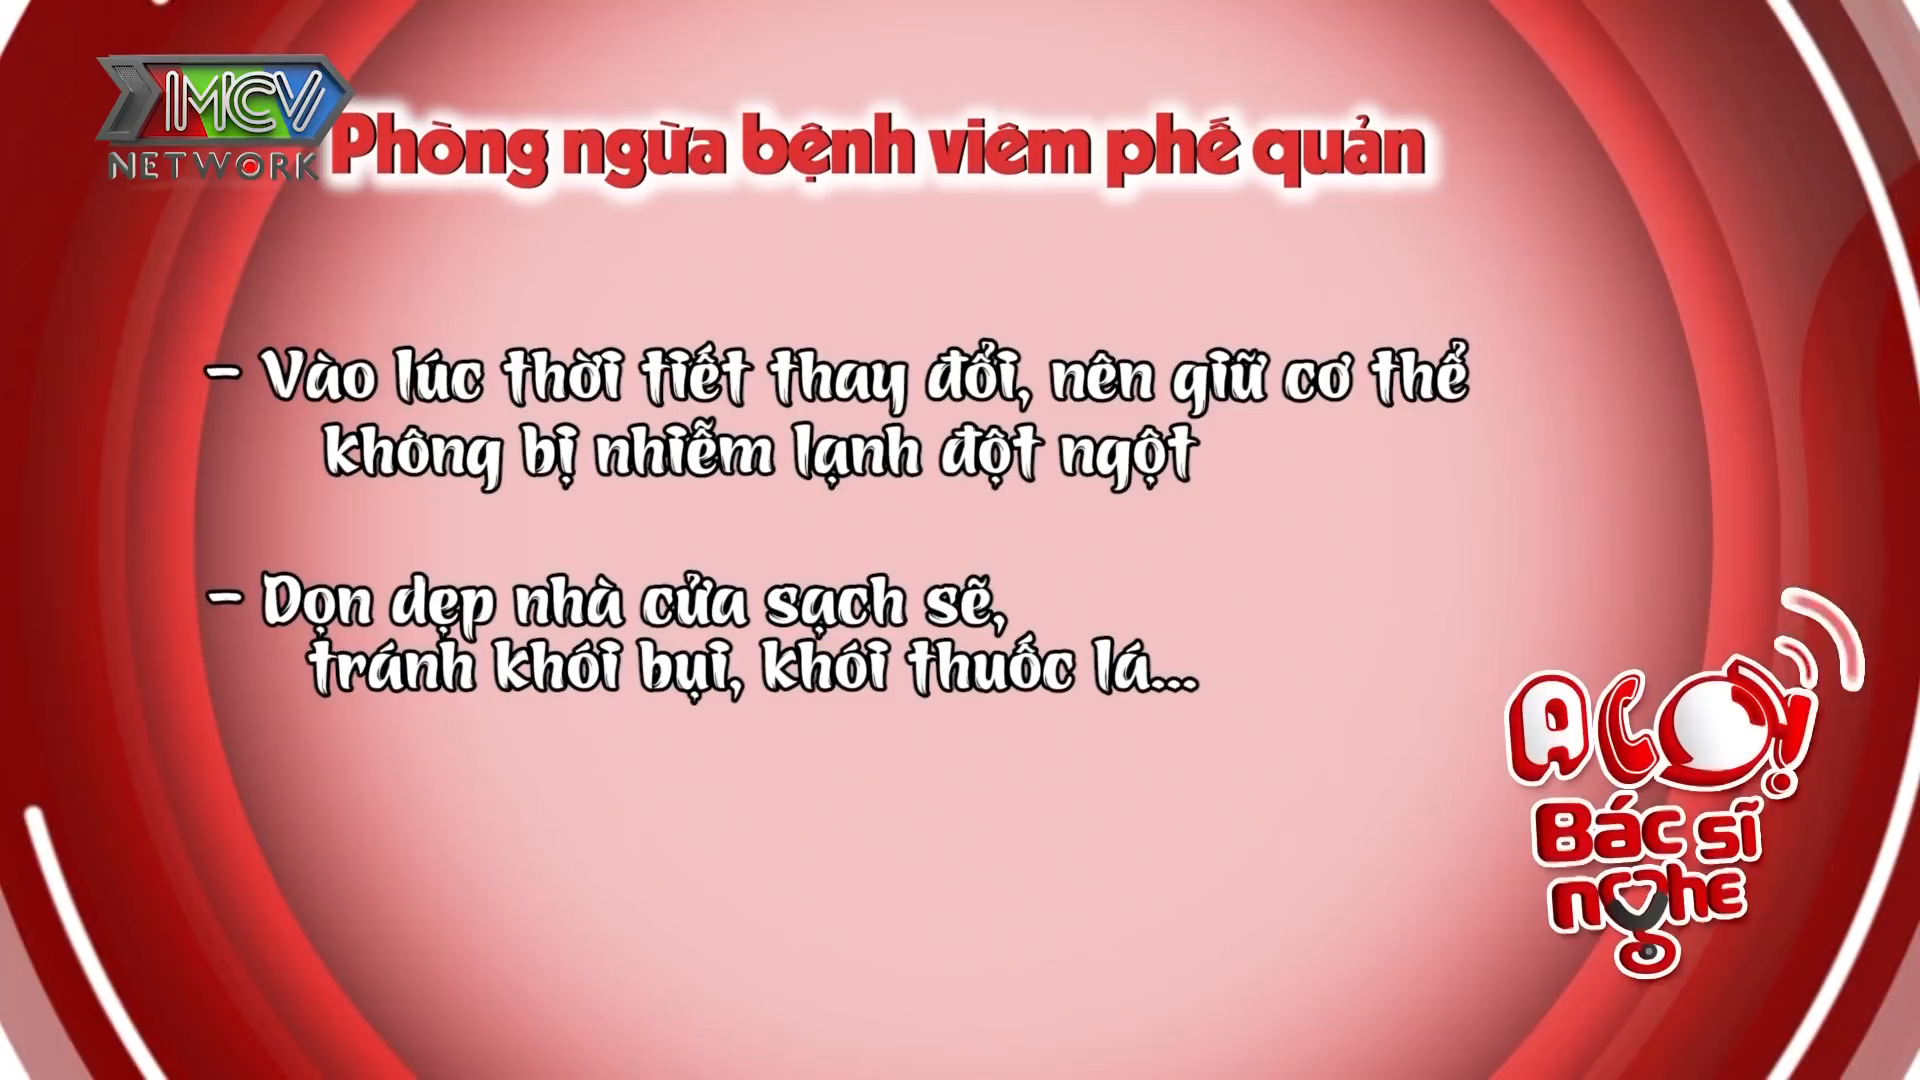 MCV
NETWORK
Phòng ngừa bệnh viêm phế quản
- Vào lúc thời tiết thay đổi, nên giữ cơ thể
không bị nhiễm lạnh đột ngột
- Dọn dẹp nhà cửa sạch sẽ,
tránh khói bụi, khói thuốc lá...
ALO!
Bác sĩ
nghe